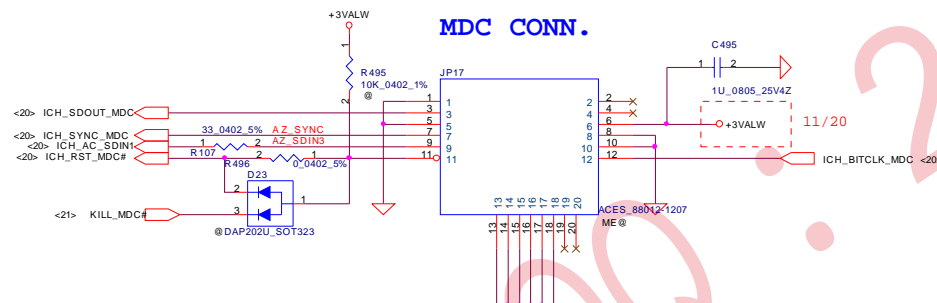 +3VALW
MDC CONN.
C495
1 2
1U_0805_25V4Z
+3VALW
11/20
1
R495
10K_0402_1%
@
2
JP17
1 1
3 3
5 5
7 7
9 9
11 11
2 2
4 4
6 6
8 8
10 10
12 12
<20> ICH_SDOUT_MDC
<20> ICH_SYNC_MDC
33_0402_5%
AZ_SYNC
<20> ICH_AC_SDIN1
1 2
AZ_SDIN3
<20> ICH_RST_MDC#
R107
R496
2 1
0_0402_5%
ICH_BITCLK_MDC <20
D23
2
3
1
<21> KILL_MDC#
@DAP202U_SOT323
13 14 15 16 17 18 19 20
13 14 15 16 17 18 19 20
ACES_88012-1207
ME@